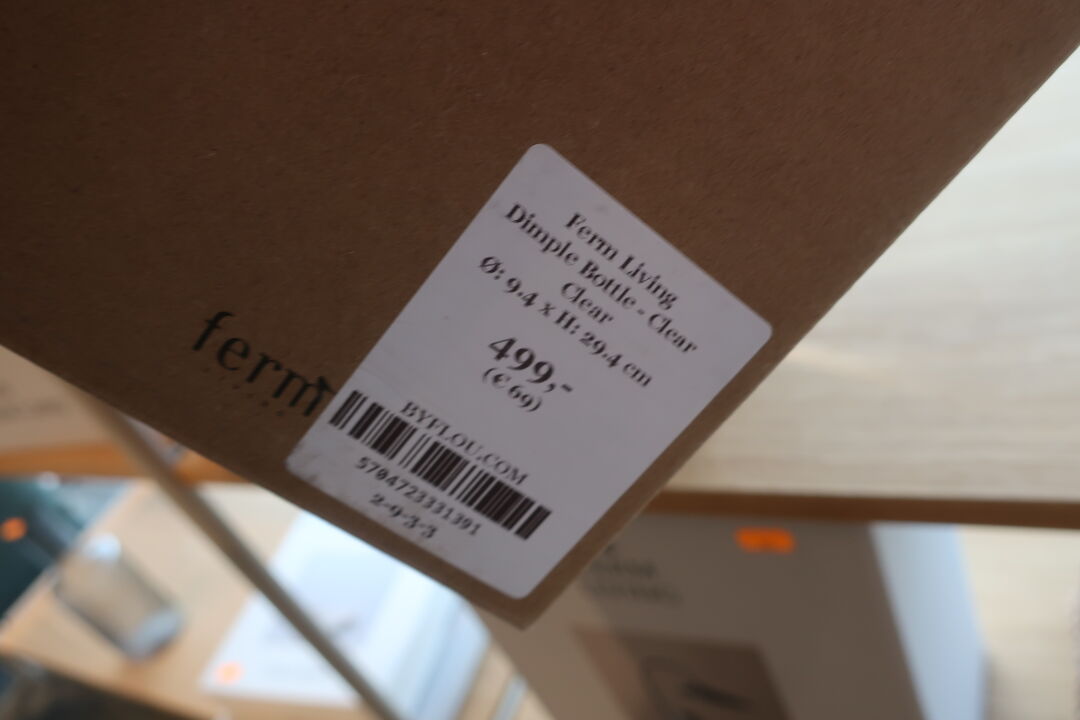 Ferm Living
Dimple Bottle - Clear
Clear
Ø: 9.4 x H: 29.4 cm
499,-
(€ 69)
BYFLOU.COM
5704723331391
2-9-3-3
ferm